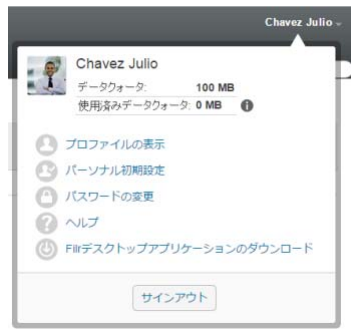 Chavez Julio
Chavez Julio
データクォータ: 100 MB
使用済みデータクォータ: 0 MB
プロファイルの表示
パーソナル初期設定
パスワードの変更
ヘルプ
Filrデスクトップアプリケーションのダウンロード
サインアウト